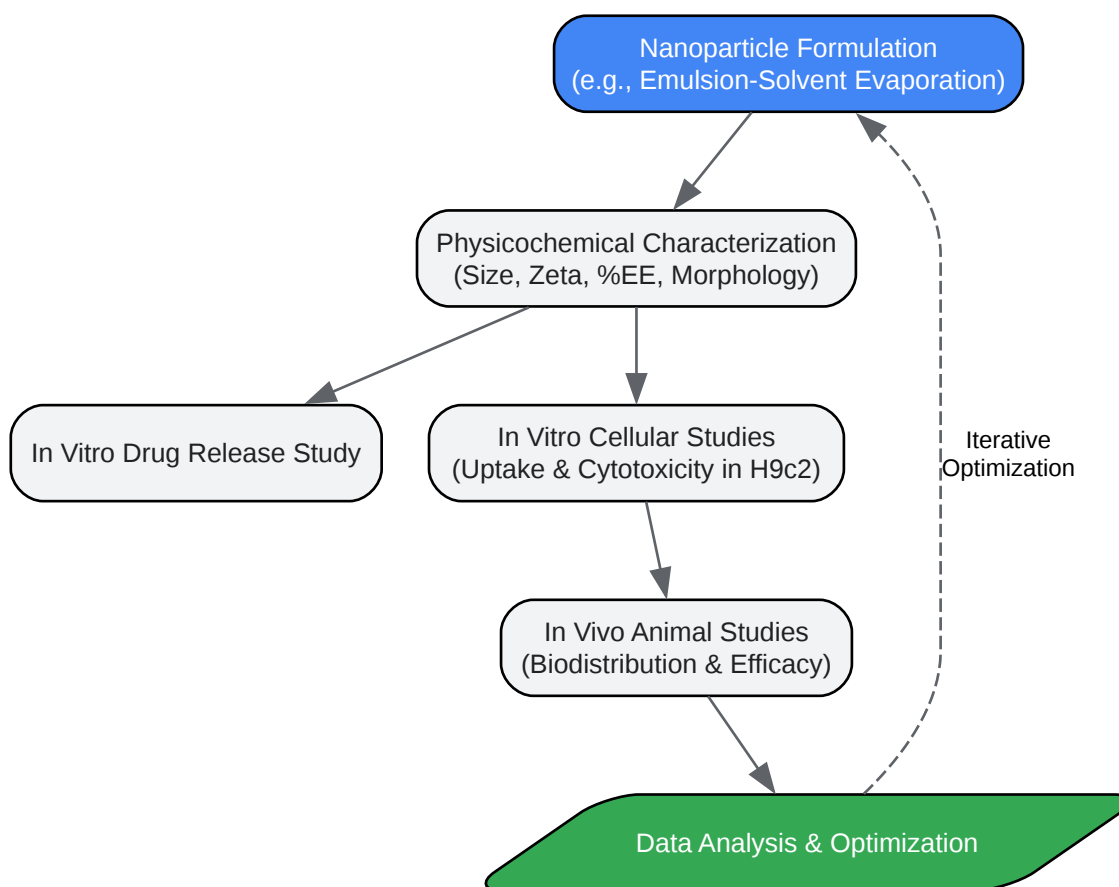 Nanoparticle Formulation
(e.g., Emulsion-Solvent Evaporation)
Physicochemical Characterization
(Size, Zeta, %EE, Morphology)
In Vitro Drug Release Study
In Vitro Cellular Studies
(Uptake & Cytotoxicity in H9c2)
Iterative
Optimization
In Vivo Animal Studies
(Biodistribution & Efficacy)
Data Analysis & Optimization